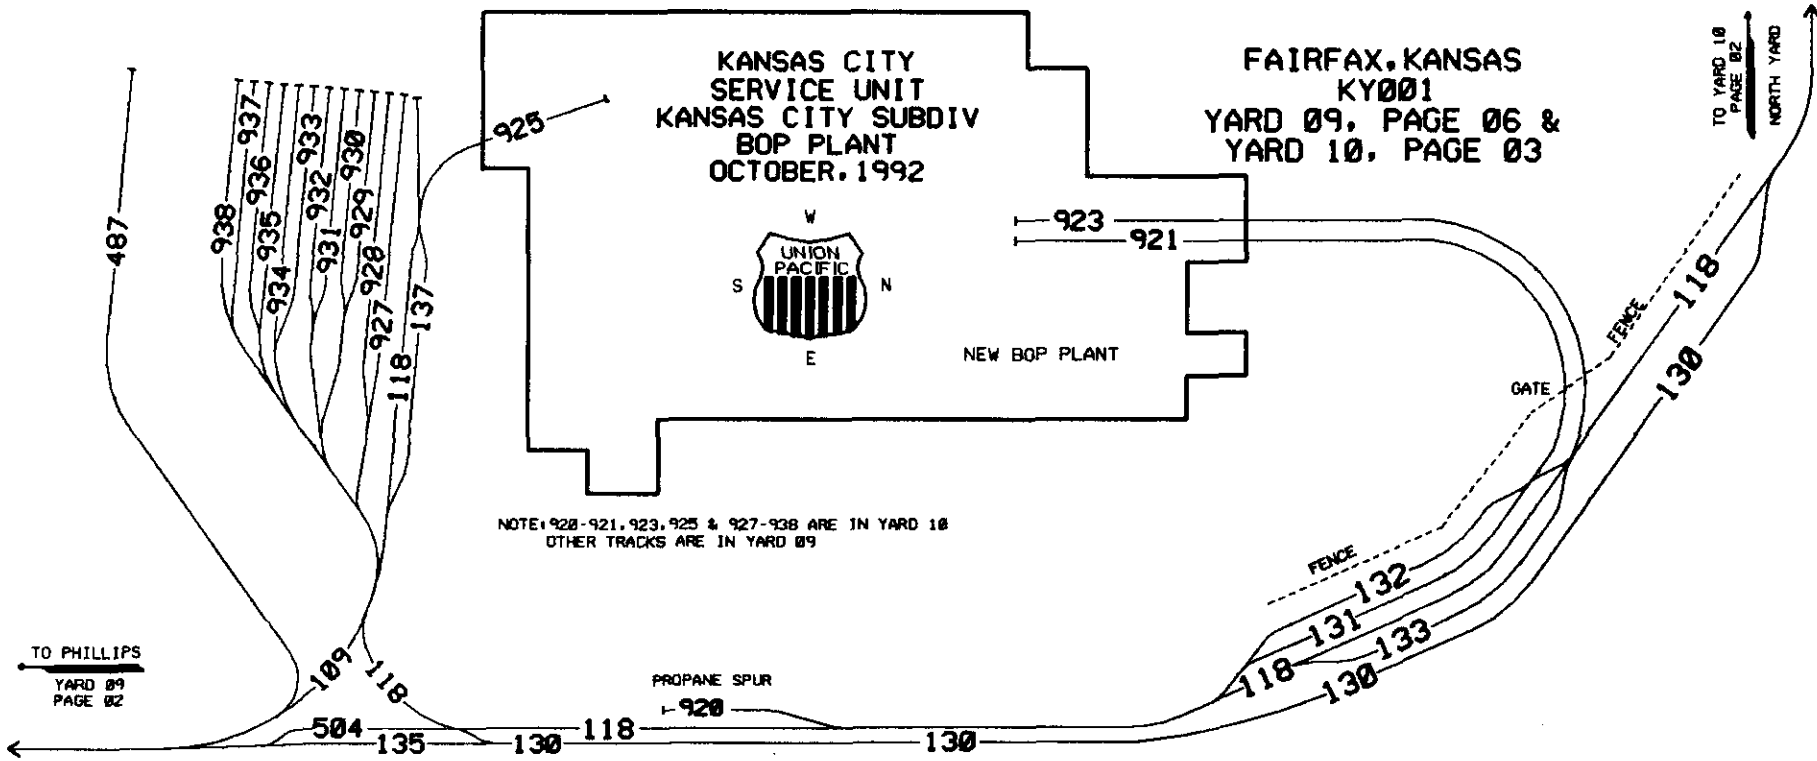 KANSAS CITY
SERVICE UNIT
KANSAS CITY SUBDIV
BOP PLANT
OCTOBER, 1992
FAIRFAX, KANSAS
KY001
YARD 09, PAGE 06 &
YARD 10, PAGE 03
TO YARD 10
PAGE 02
NORTH YARD
W
S
N
E
UNION
PACIFIC
NEW BOP PLANT
925
923
921
487
938
937
936
935
934
933
932
931
930
929
928
927
137
118
118
130
FENCE
GATE
FENCE
NOTE: 920-921, 923, 925 & 927-938 ARE IN YARD 10
OTHER TRACKS ARE IN YARD 09
132
131
133
118
130
TO PHILLIPS
YARD 09
PAGE 02
109
118
PROPANE SPUR
920
504
118
135
130
130